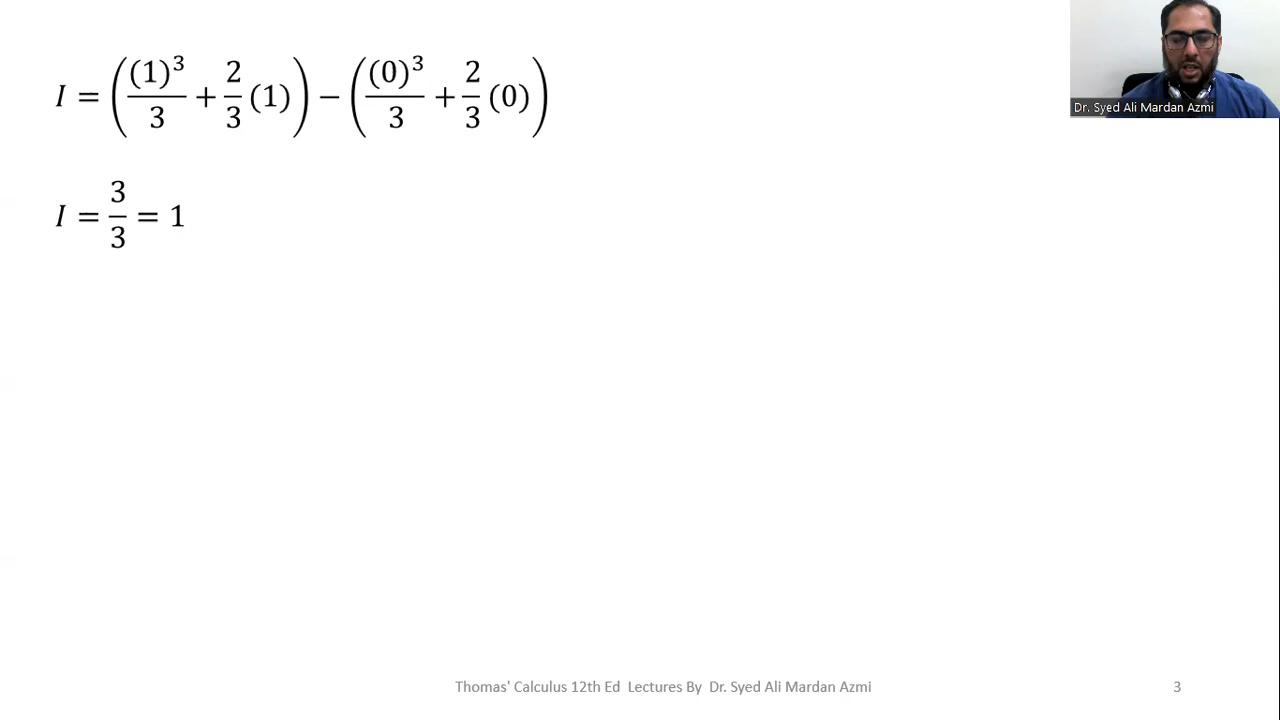 I = ((1)³/3 + 2/3 (1)) − ((0)³/3 + 2/3 (0))
Dr. Syed Ali Mardan Azmi
I = 3/3 = 1
Thomas' Calculus 12th Ed Lectures By Dr. Syed Ali Mardan Azmi
3